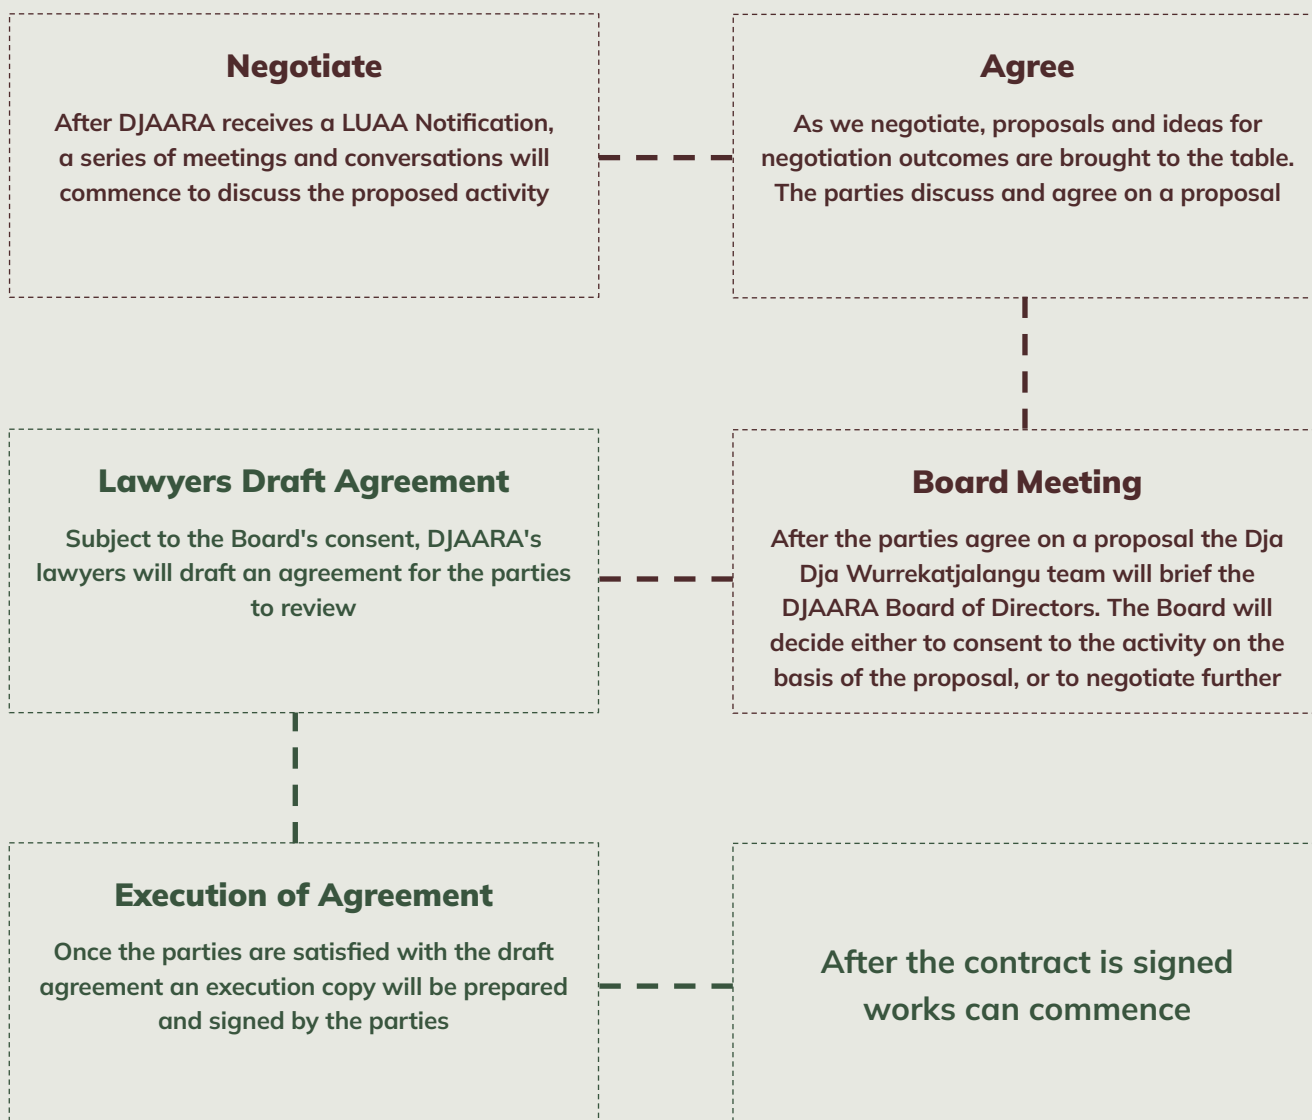 Negotiate
After DJAARA receives a LUAA Notification,
a series of meetings and conversations will
commence to discuss the proposed activity
Agree
As we negotiate, proposals and ideas for
negotiation outcomes are brought to the table.
The parties discuss and agree on a proposal
Board Meeting
After the parties agree on a proposal the Dja
Dja Wurrekatjalangu team will brief the
DJAARA Board of Directors. The Board will
decide either to consent to the activity on the
basis of the proposal, or to negotiate further
Lawyers Draft Agreement
Subject to the Board's consent, DJAARA's
lawyers will draft an agreement for the parties
to review
Execution of Agreement
Once the parties are satisfied with the draft
agreement an execution copy will be prepared
and signed by the parties
After the contract is signed
works can commence